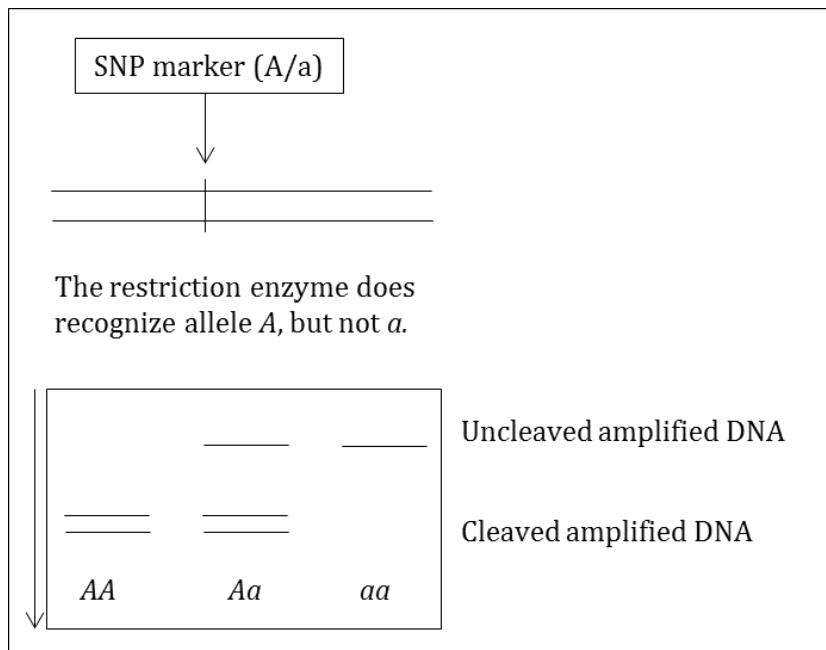 SNP marker (A/a)
The restriction enzyme does
recognize allele A, but not a.
Uncleaved amplified DNA
Cleaved amplified DNA
AA Aa aa